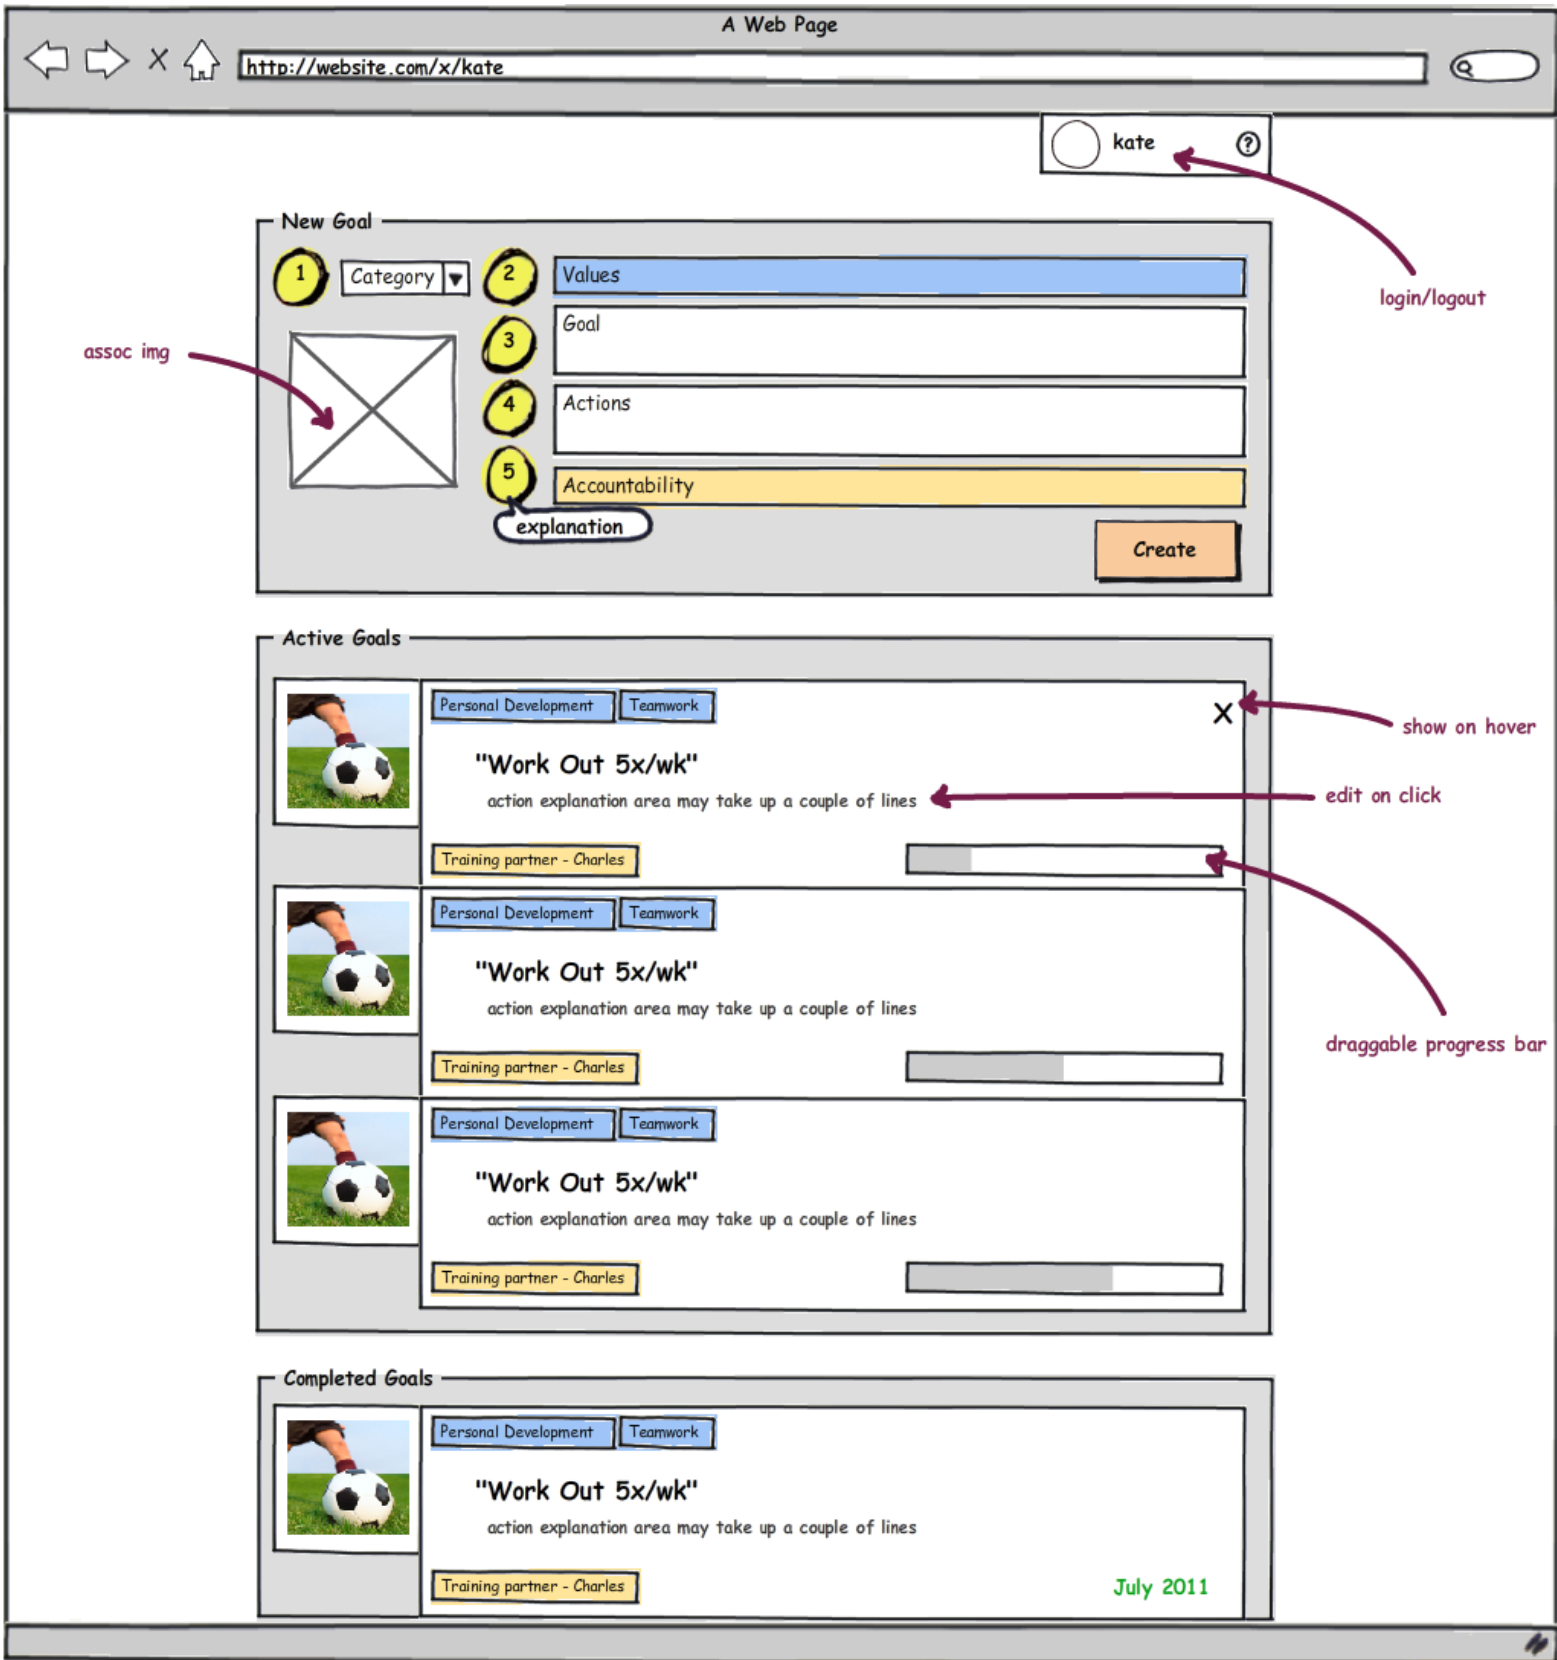 A Web Page
http://website.com/x/kate
kate ?
login/logout
New Goal
1 Category 2 Values
3 Goal
assoc img
4 Actions
5 Accountability
explanation
Create
Active Goals
Personal Development Teamwork
X
show on hover
"Work Out 5x/wk"
action explanation area may take up a couple of lines
edit on click
Training partner - Charles
Personal Development Teamwork
"Work Out 5x/wk"
action explanation area may take up a couple of lines
draggable progress bar
Training partner - Charles
Personal Development Teamwork
"Work Out 5x/wk"
action explanation area may take up a couple of lines
Training partner - Charles
Completed Goals
Personal Development Teamwork
"Work Out 5x/wk"
action explanation area may take up a couple of lines
Training partner - Charles
July 2011